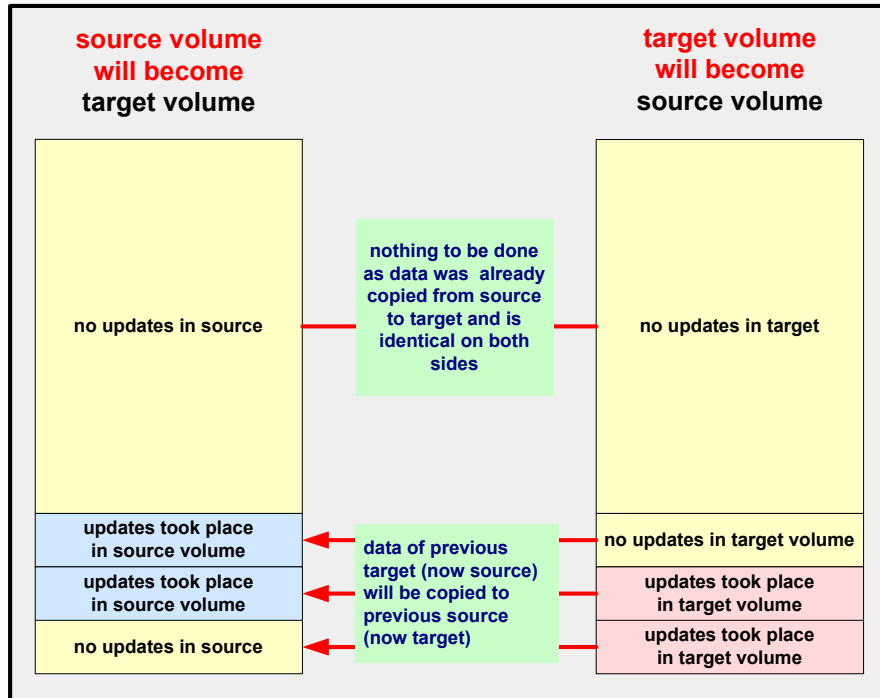 source volume
will become
target volume
target volume
will become
source volume
no updates in source
nothing to be done
as data was already
copied from source
to target and is
identical on both
sides
no updates in target
updates took place
in source volume
updates took place
in source volume
no updates in source
data of previous
target (now source)
will be copied to
previous source
(now target)
no updates in target volume
updates took place
in target volume
updates took place
in target volume